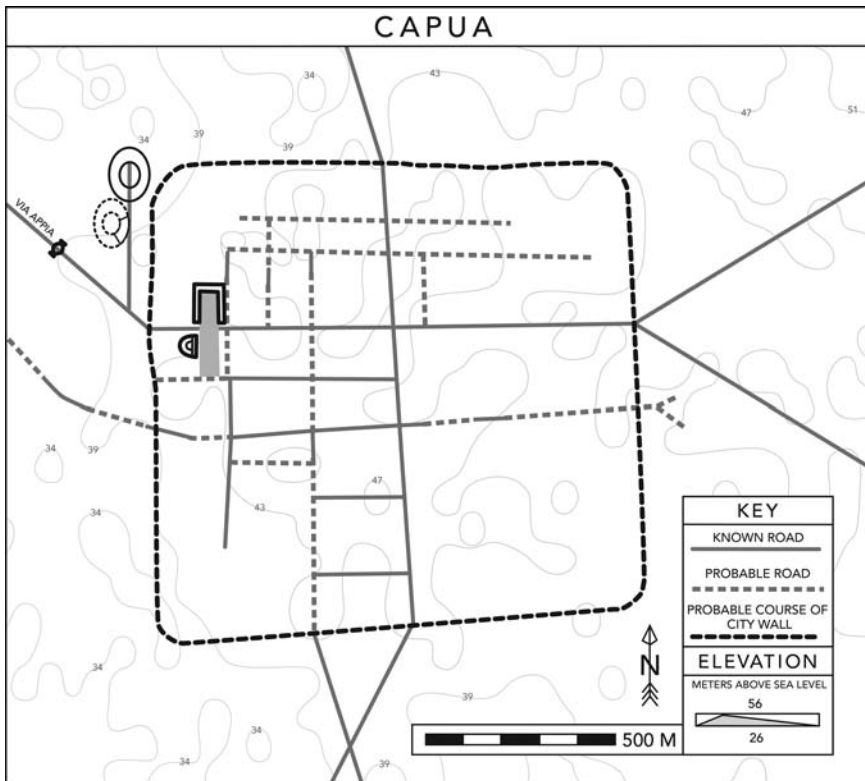 CAPUA
34
43
47
51
34
39
39
VIA APPIA
34
39
47
43
34
34
34
34
39
39
KEY
KNOWN ROAD
PROBABLE ROAD
PROBABLE COURSE OF
CITY WALL
ELEVATION
METERS ABOVE SEA LEVEL
56
26
N
500 M